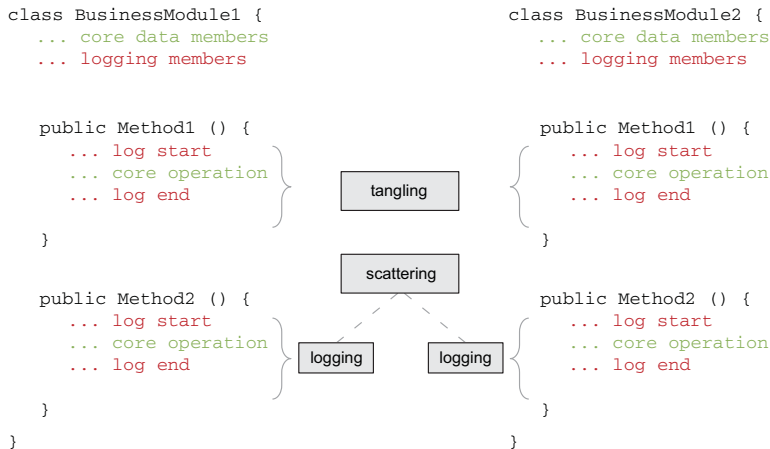 class BusinessModule1 {
... core data members
... logging members
public Method1 () {
... log start
... core operation
... log end
}
public Method2 () {
... log start
... core operation
... log end
}
}
tangling
scattering
logging
logging
class BusinessModule2 {
... core data members
... logging members
public Method1 () {
... log start
... core operation
... log end
}
public Method2 () {
... log start
... core operation
... log end
}
}